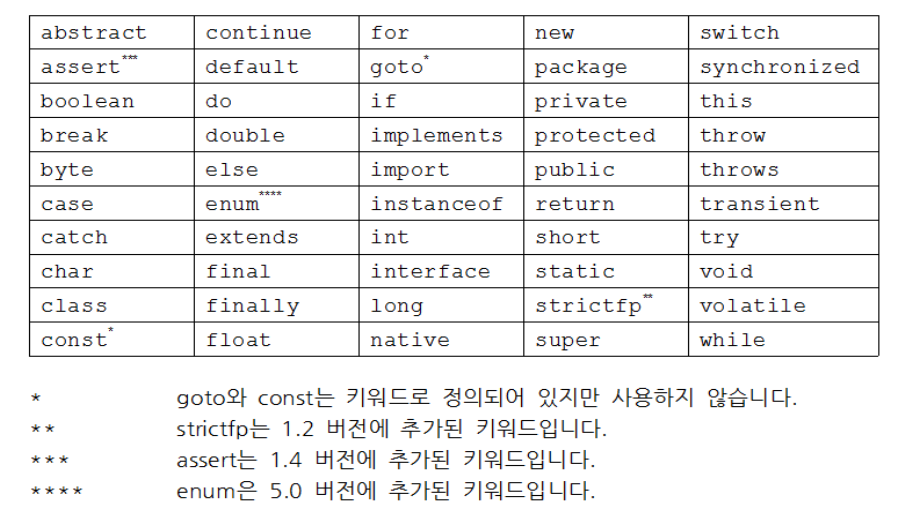 abstract continue for new switch
assert*** default goto* package synchronized
boolean do if private this
break double implements protected throw
byte else import public throws
case enum**** instanceof return transient
catch extends int short try
char final interface static void
class finally long strictfp** volatile
const* float native super while
* goto와 const는 키워드로 정의되어 있지만 사용하지 않습니다.
** strictfp는 1.2 버전에 추가된 키워드입니다.
*** assert는 1.4 버전에 추가된 키워드입니다.
**** enum은 5.0 버전에 추가된 키워드입니다.